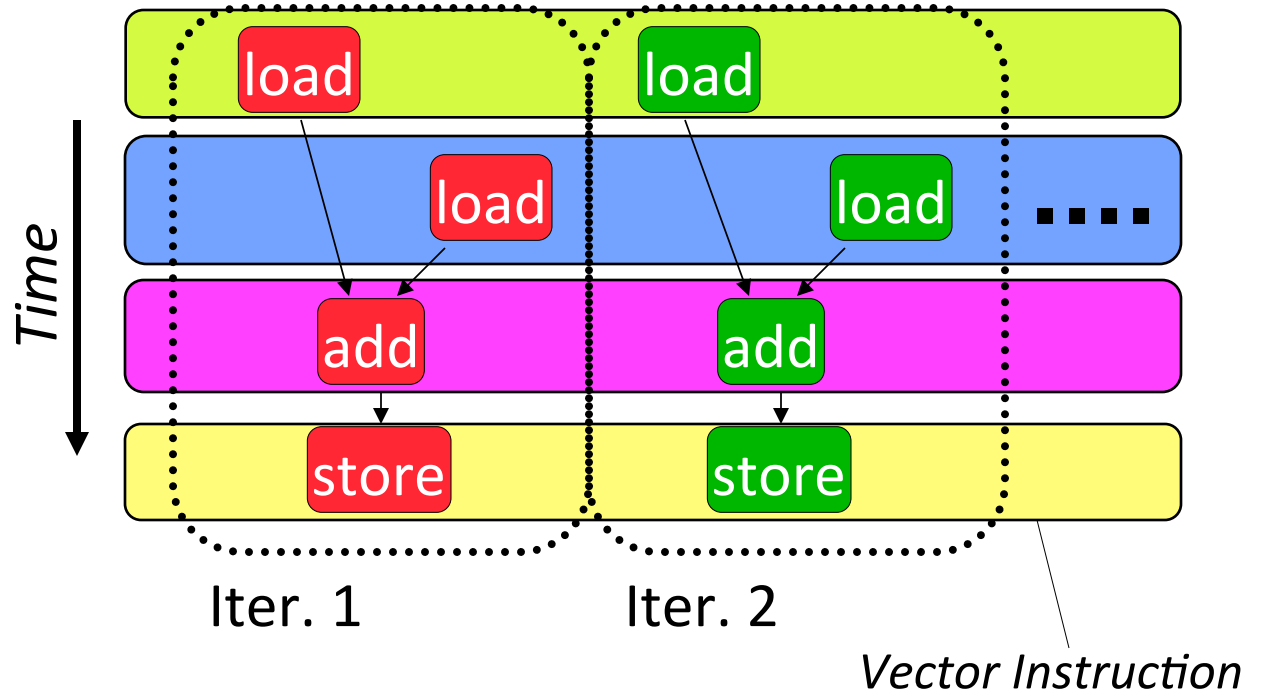 load
load
load
load
Time
add
add
store
store
Iter. 1
Iter. 2
Vector Instruction